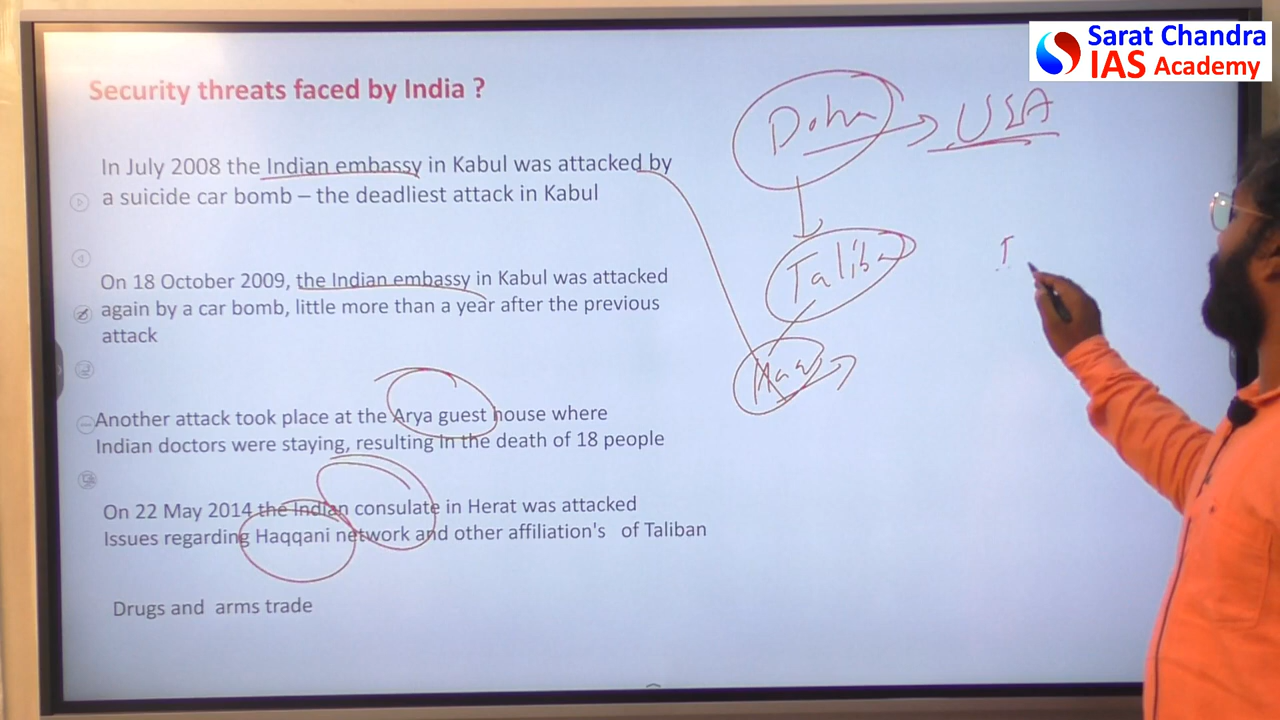 Sarat Chandra
IAS Academy
Security threats faced by India ?
In July 2008 the Indian embassy in Kabul was attacked by
a suicide car bomb – the deadliest attack in Kabul
On 18 October 2009, the Indian embassy in Kabul was attacked
again by a car bomb, little more than a year after the previous
attack
Another attack took place at the Arya guest house where
Indian doctors were staying, resulting in the death of 18 people
On 22 May 2014 the Indian consulate in Herat was attacked
Issues regarding Haqqani network and other affiliation's of Taliban
Drugs and arms trade
Doha
USA
Taliba
I